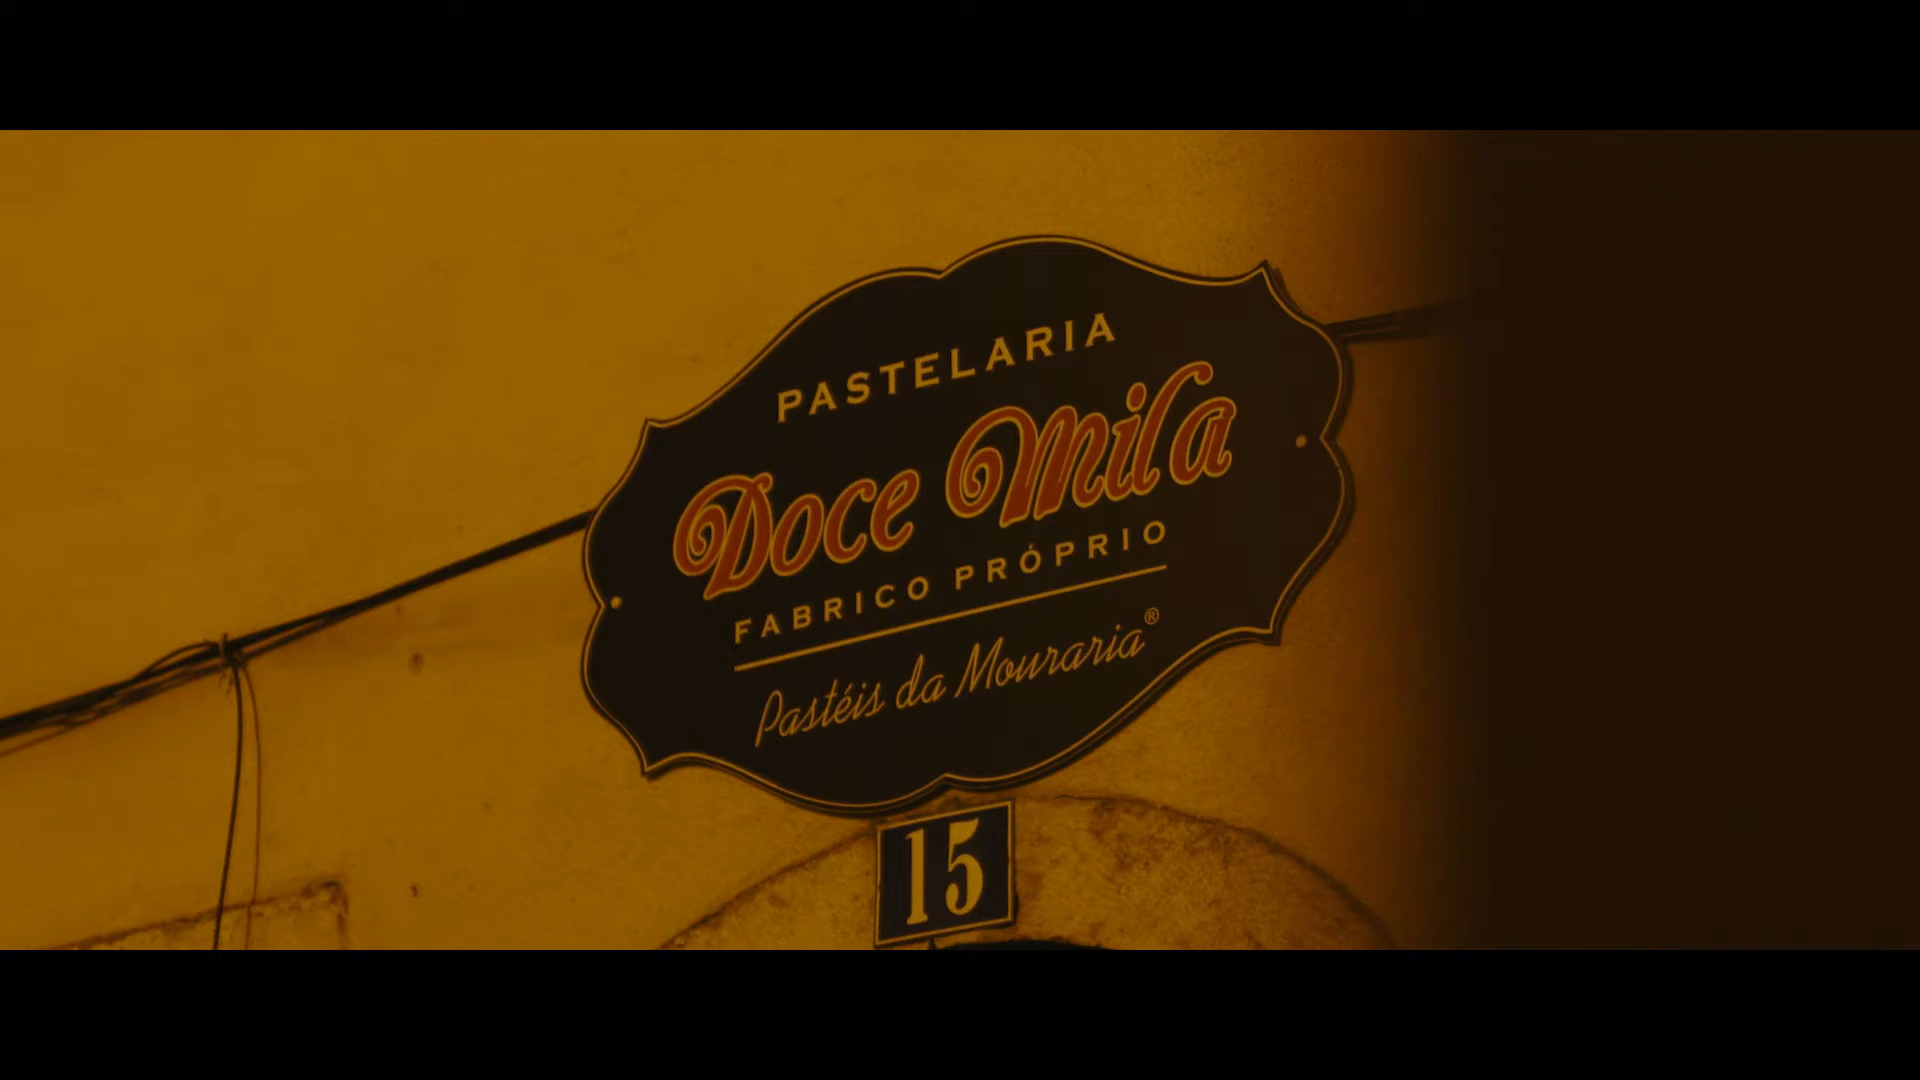 PASTELARIA
Doce Mila
FABRICO PRÓPRIO
Pastéis da Mouraria®
15